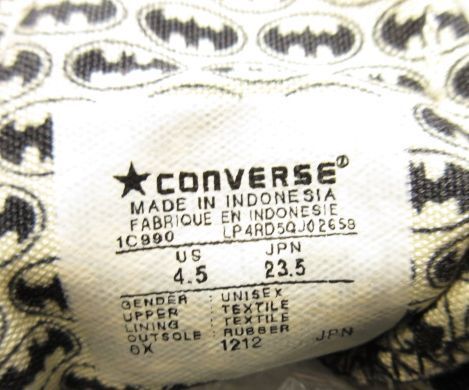 ★CONVERSE®
MADE IN INDONESIA
FABRIQUE EN INDONESIE
1C990 LP4RD5QJ02658
US JPN
4.5 23.5
GENDER : UNISEX
UPPER : TEXTILE
LINING : TEXTILE
OUTSOLE : RUBBER
OX 1212 JPN